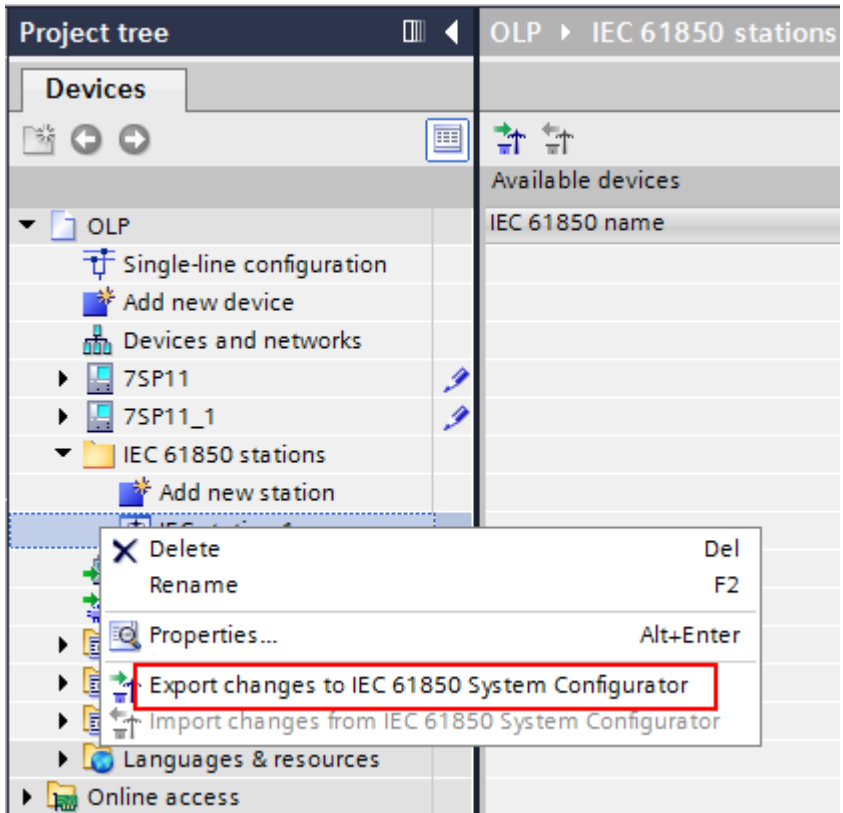 Project tree
OLP ▸ IEC 61850 stations
Devices
Available devices
IEC 61850 name
OLP
Single-line configuration
Add new device
Devices and networks
7SP11
7SP11_1
IEC 61850 stations
Add new station
Delete Del
Rename F2
Properties... Alt+Enter
Export changes to IEC 61850 System Configurator
Import changes from IEC 61850 System Configurator
Languages & resources
Online access